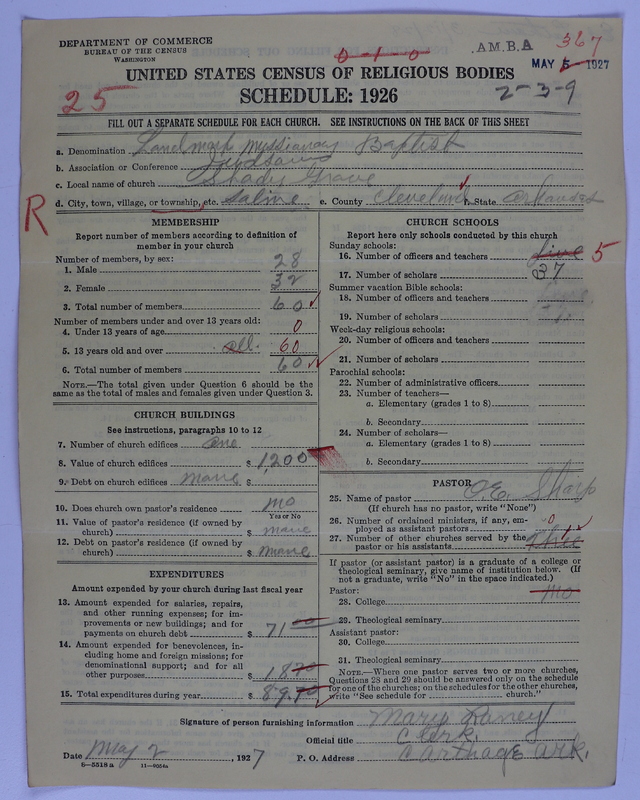 DEPARTMENT OF COMMERCE
BUREAU OF THE CENSUS
WASHINGTON
0-1-0
A.M.B.A
367
MAY 5 1927
UNITED STATES CENSUS OF RELIGIOUS BODIES
SCHEDULE: 1926
25
2-3-9
FILL OUT A SEPARATE SCHEDULE FOR EACH CHURCH. SEE INSTRUCTIONS ON THE BACK OF THIS SHEET
a. Denomination Landmark Missionary Baptist
b. Association or Conference
c. Local name of church Shady Grove
d. City, town, village, or township, etc. Saline e. County Cleveland f. State Arkansas
R
MEMBERSHIP
Report number of members according to definition of member in your church
Number of members, by sex:
1. Male 28
2. Female 32
3. Total number of members 60
Number of members under and over 13 years old:
4. Under 13 years of age 0
5. 13 years old and over all. 60
6. Total number of members 60
NOTE.—The total given under Question 6 should be
same as the total of males and females given under Question 3.
CHURCH BUILDINGS
See instructions, paragraphs 10 to 12
7. Number of church edifices one
8. Value of church edifices $ 1,200
9. Debt on church edifices none $
10. Does church own pastor's residence no
Yes or No
11. Value of pastor's residence (if owned by
church) $ none
12. Debt on pastor's residence (if owned by
church) $ none
EXPENDITURES
Amount expended by your church during last fiscal year
13. Amount expended for salaries, repairs,
and other running expenses; for im-
provements or new buildings; and for
payments on church debt $ 71 00
14. Amount expended for benevolences, in-
cluding home and foreign missions; for
denominational support; and for all
other purposes $ 18
15. Total expenditures during year $ 89
CHURCH SCHOOLS
Report here only schools conducted by this church
Sunday schools:
16. Number of officers and teachers five 5
17. Number of scholars 37
Summer vacation Bible schools:
18. Number of officers and teachers
19. Number of scholars
Week-day religious schools:
20. Number of officers and teachers
21. Number of scholars
Parochial schools:
22. Number of administrative officers
23. Number of teachers—
a. Elementary (grades 1 to 8)
b. Secondary
24. Number of scholars—
a. Elementary (grades 1 to 8)
b. Secondary
PASTOR
25. Name of pastor O.E. Sharp
(If church has no pastor, write "None")
26. Number of ordained ministers, if any, em-
ployed as assistant pastors 0
27. Number of other churches served by the
pastor or his assistants three
If pastor (or assistant pastor) is a graduate of a college or
theological seminary, give name of institution below. (If
not a graduate, write "No" in the space indicated.)
Pastor:
28. College no
29. Theological seminary
Assistant pastor:
30. College
31. Theological seminary
NOTE.—Where one pastor serves two or more churches,
Questions 28 and 29 should be answered only on the schedule
for one of the churches; on the schedules for the other churches,
write "See schedule for church."
Signature of person furnishing information Mary Raney
Official title Clerk.
Date May 2, 1927 P. O. Address Carthage Ark.
8-5518a 11-9054a